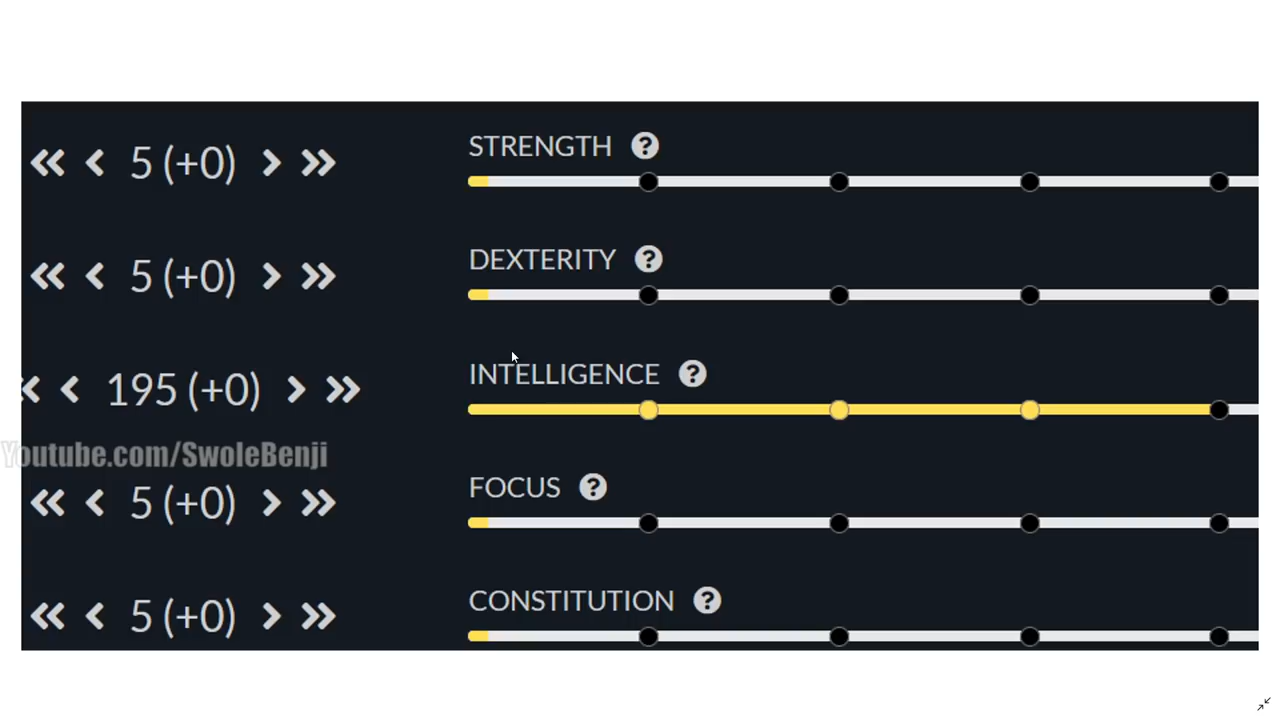 5 (+0) STRENGTH ?
5 (+0) DEXTERITY ?
195 (+0) INTELLIGENCE ?
Youtube.com/SwoleBenji
5 (+0) FOCUS ?
5 (+0) CONSTITUTION ?